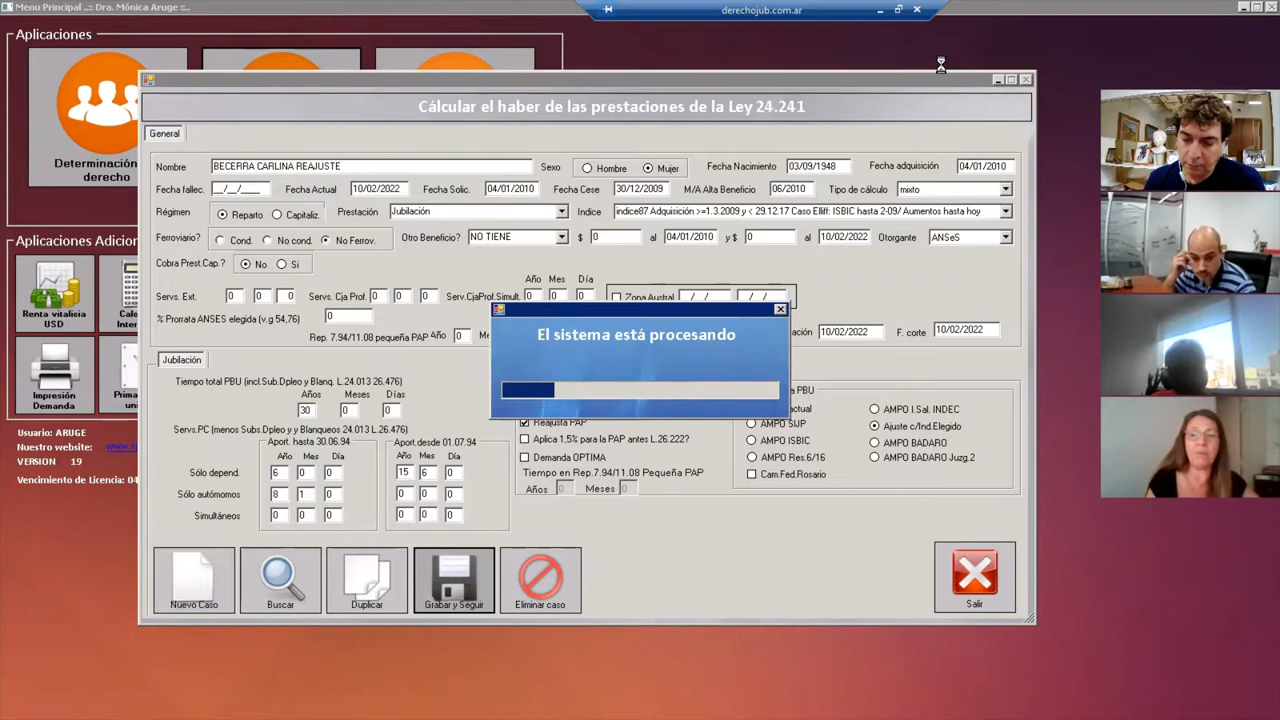 Menu Principal ..:: Dra. Mónica Aruge ::..
derechojub.com.ar
Aplicaciones
Determinación
derecho
Cálcular el haber de las prestaciones de la Ley 24.241
General
Nombre BECERRA CARLINA REAJUSTE Sexo Hombre Mujer Fecha Nacimiento 03/09/1948 Fecha adquisición 04/01/2010
Fecha fallec. __/__/____ Fecha Actual 10/02/2022 Fecha Solic. 04/01/2010 Fecha Cese 30/12/2009 M/A Alta Beneficio 06/2010 Tipo de cálculo mixto
Régimen Reparto Capitaliz. Prestación Jubilación Indice indice87 Adquisición >=1.3.2009 y < 29.12.17 Caso Elliff: ISBIC hasta 2-09/ Aumentos hasta hoy
Ferroviario? Cond. No cond. No Ferrov. Otro Beneficio? NO TIENE $ 0 al 04/01/2010 y $ 0 al 10/02/2022 Otorgante ANSeS
Cobra Prest.Cap.? No Si
Año Mes Día
Servs. Ext. 0 0 0 Servs. Cja Prof. 0 0 0 Serv.CjaProf.Simult. 0 0 0 Zona Austral __/__/ __/__/
% Prorrata ANSES elegida (v.g 54,76) 0
Rep. 7.94/11.08 pequeña PAP Año 0 10/02/2022 F. corte 10/02/2022
El sistema está procesando
Jubilación
Tiempo total PBU (incl.Sub.Dpleo y Blanq. L.24.013 26.476)
Años Meses Días
30 0 0
Servs.PC (menos Subs.Dpleo y y Blanqueos L.24.013 L.26.476)
Aport. hasta 30.06.94 Aport.desde 01.07.94
Año Mes Día Año Mes Día
Sólo depend. 6 0 0 15 6 0
Sólo autómomos 8 1 0 0 0 0
Simultáneos 0 0 0 0 0 0
Reajusta PAP
Aplica 1,5% para la PAP antes L.26.222?
Demanda OPTIMA
Tiempo en Rep.7.94/11.08 Pequeña PAP
Años 0 Meses 0
PBU
actual AMPO I.Sal. INDEC
AMPO SIJP Ajuste c/Ind.Elegido
AMPO ISBIC AMPO BADARO
AMPO Res.6/16 AMPO BADARO Juzg.2
Cam.Fed.Rosario
Nuevo Caso Buscar Duplicar Grabar y Seguir Eliminar caso Salir
Aplicaciones Adicion
Renta vitalicia
USD
Impresión
Demanda
Usuario: ARUGE
Nuestro website:
VERSION 19
Vencimiento de Licencia: 04